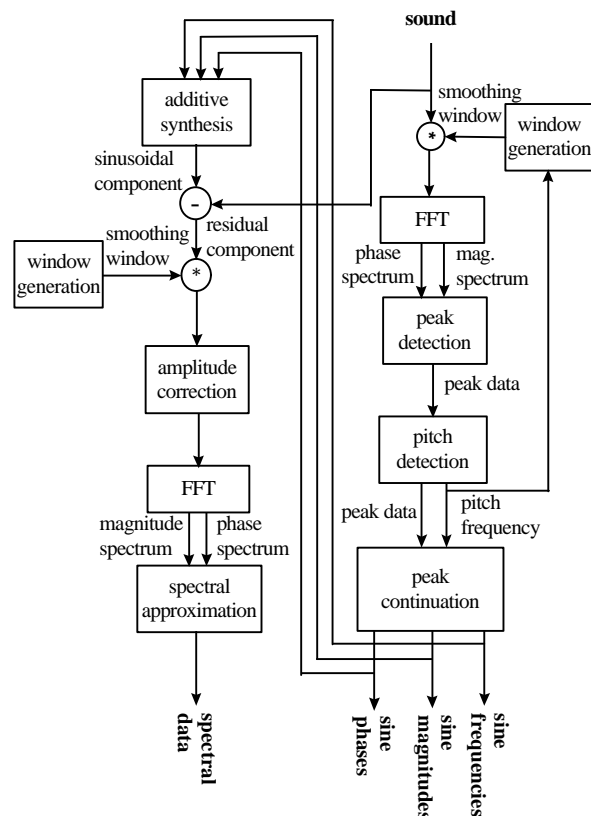 sound
additive
synthesis
smoothing
window
*
window
generation
sinusoidal
component
-
residual
component
smoothing
window
window
generation
*
FFT
phase
spectrum
mag.
spectrum
peak
detection
amplitude
correction
peak data
pitch
detection
FFT
magnitude
spectrum
phase
spectrum
peak data
pitch
frequency
spectral
approximation
peak
continuation
spectral
data
sine
phases
sine
magnitudes
sine
frequencies